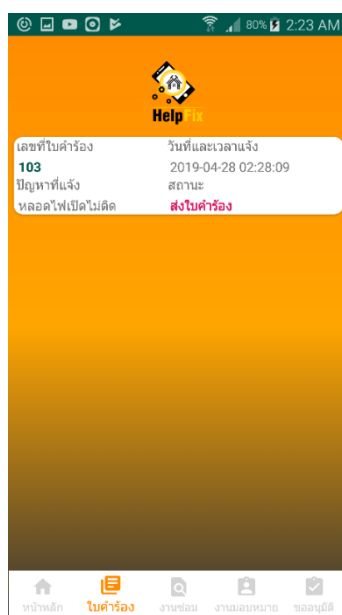 80% 2:23 AM
HelpFix
เลขที่ใบคำร้อง วันที่และเวลาแจ้ง
103 2019-04-28 02:28:09
ปัญหาที่แจ้ง สถานะ
หลอดไฟเปิดไม่ติด ส่งใบคำร้อง
หน้าหลัก ใบคำร้อง งานซ่อม งานมอบหมาย ขออนุมัติ